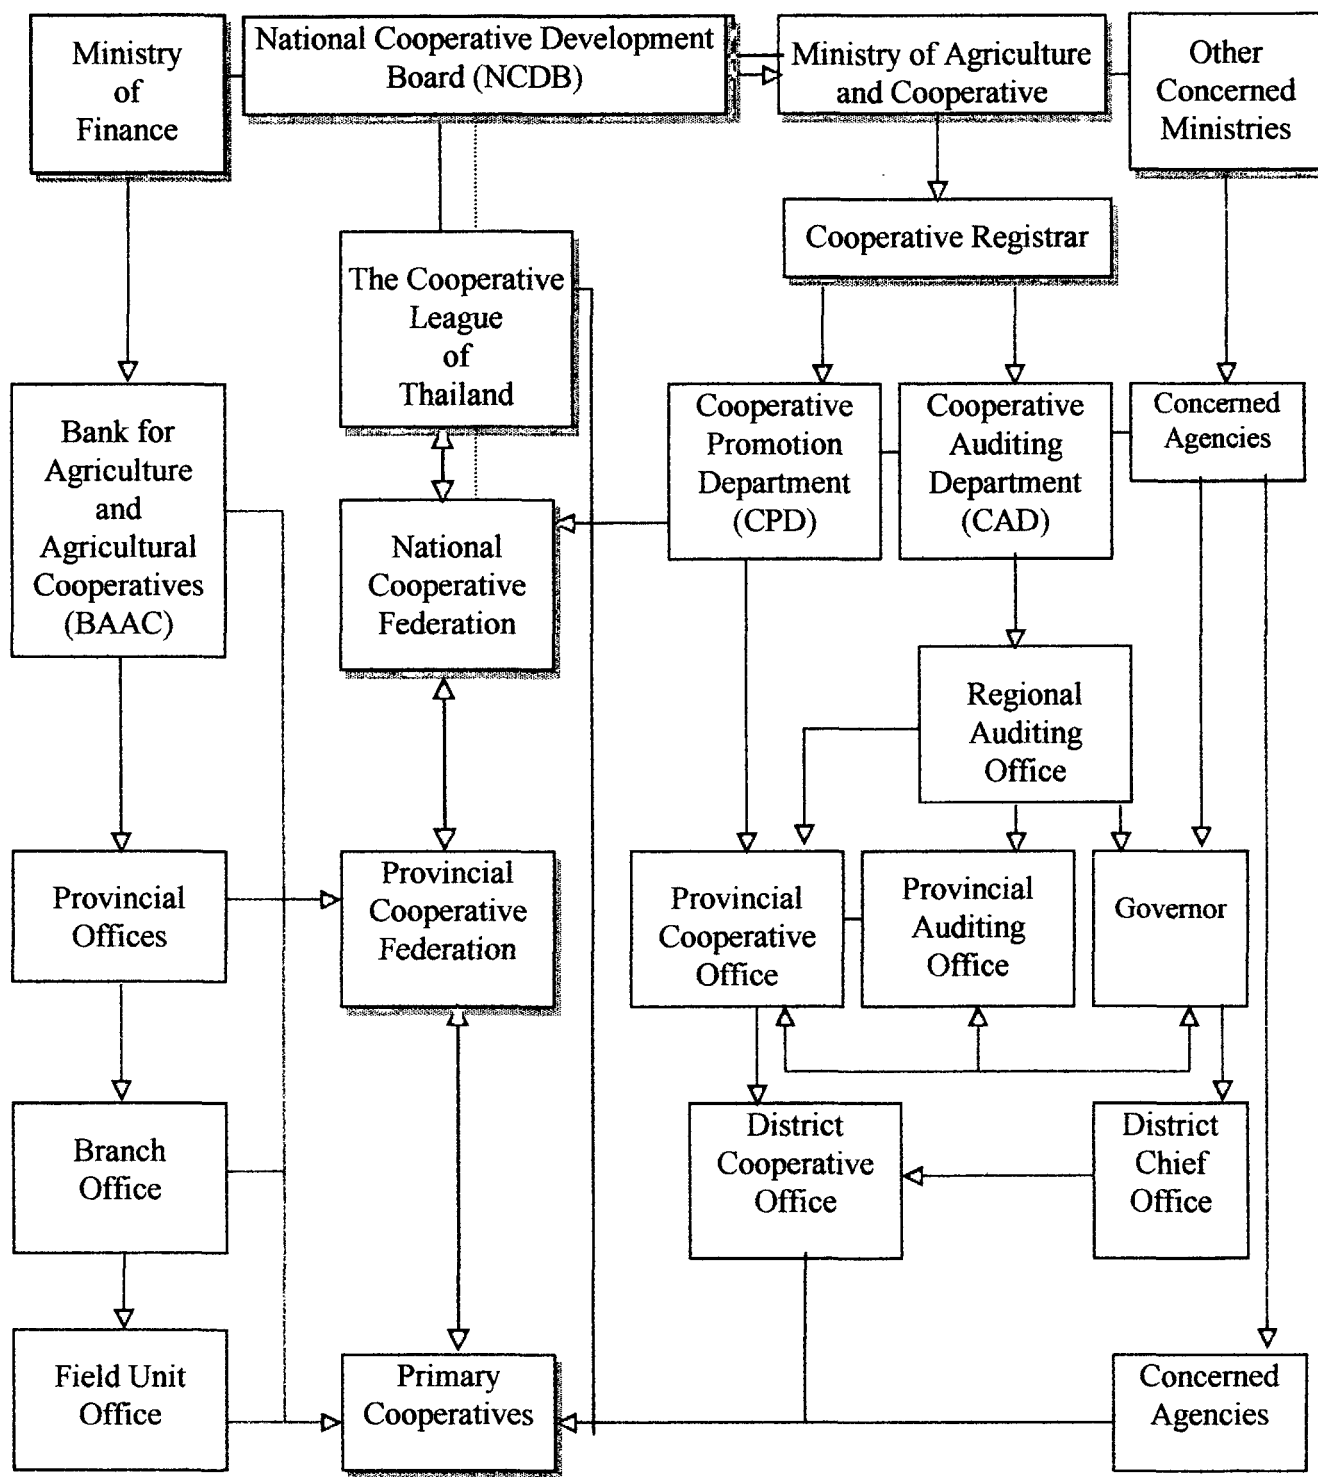 Ministry
of
Finance
National Cooperative Development
Board (NCDB)
Ministry of Agriculture
and Cooperative
Other
Concerned
Ministries
Cooperative Registrar
The Cooperative
League
of
Thailand
Bank for
Agriculture
and
Agricultural
Cooperatives
(BAAC)
Cooperative
Promotion
Department
(CPD)
Cooperative
Auditing
Department
(CAD)
Concerned
Agencies
National
Cooperative
Federation
Regional
Auditing
Office
Provincial
Offices
Provincial
Cooperative
Federation
Provincial
Cooperative
Office
Provincial
Auditing
Office
Governor
Branch
Office
District
Cooperative
Office
District
Chief
Office
Field Unit
Office
Primary
Cooperatives
Concerned
Agencies